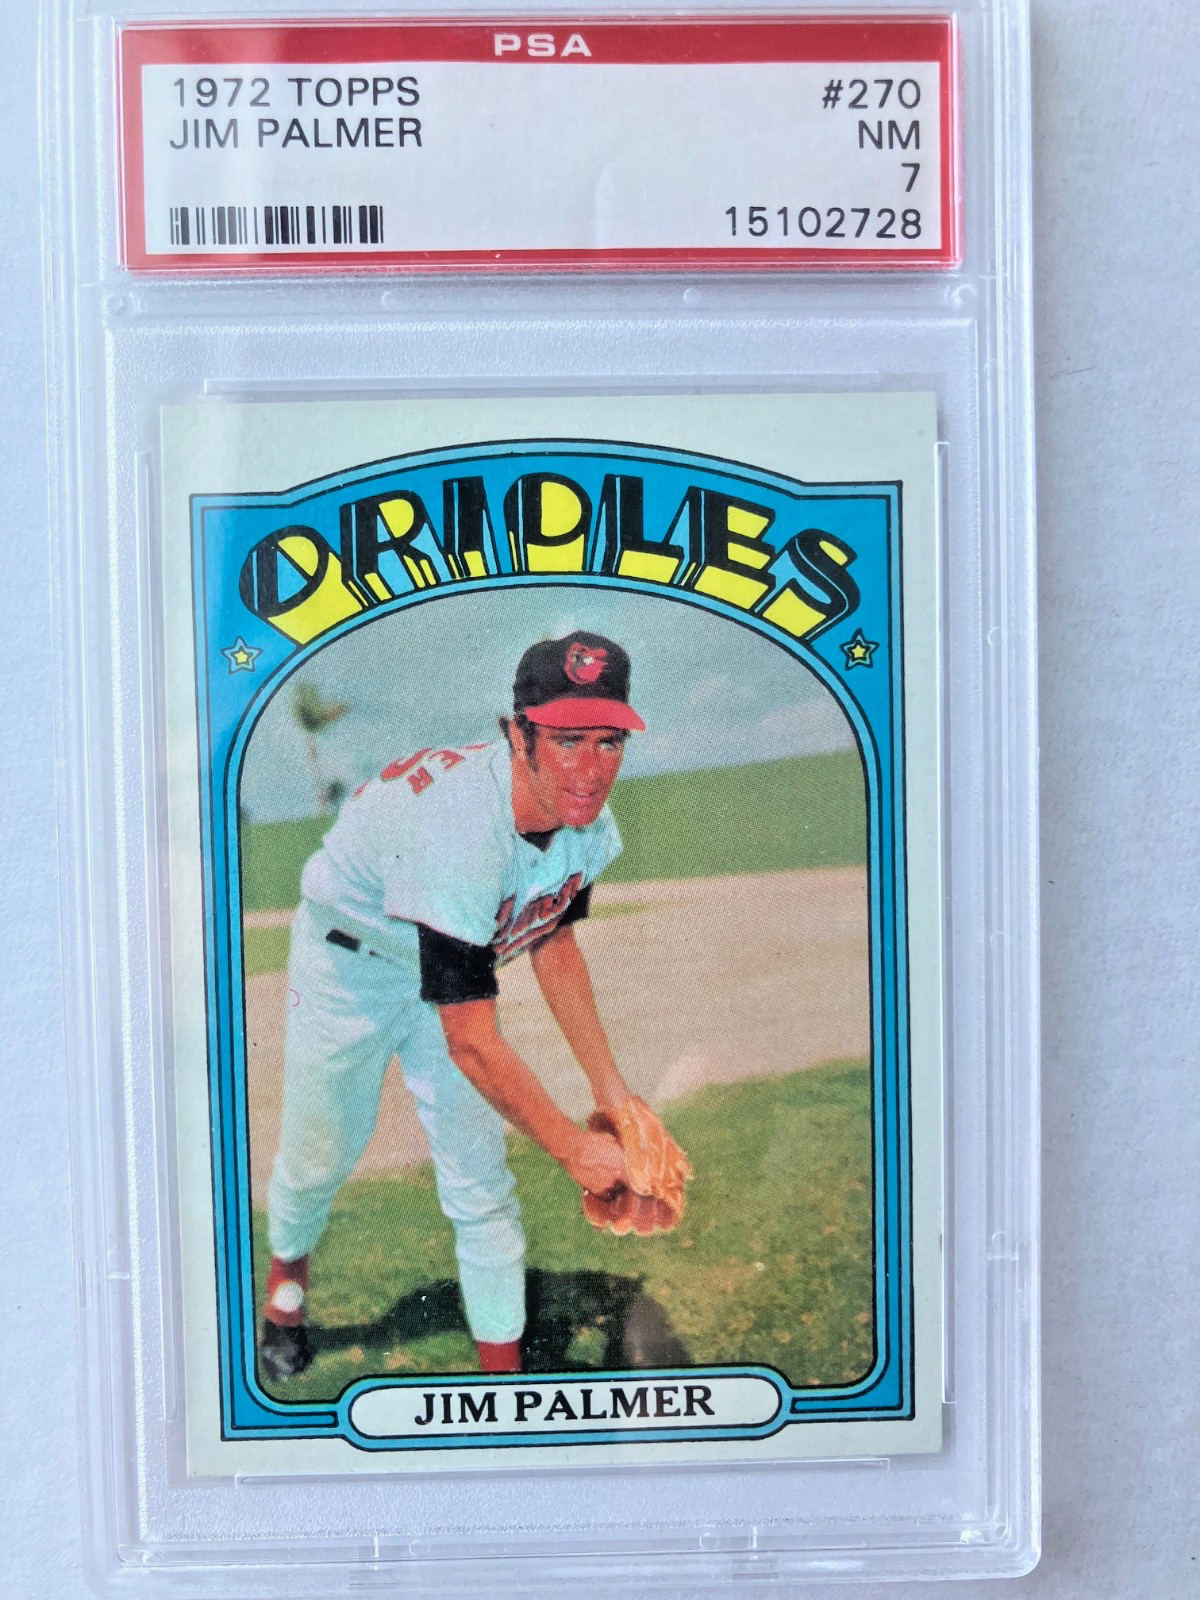 PSA
1972 TOPPS #270
JIM PALMER NM
7
15102728
ORIOLES
JIM PALMER